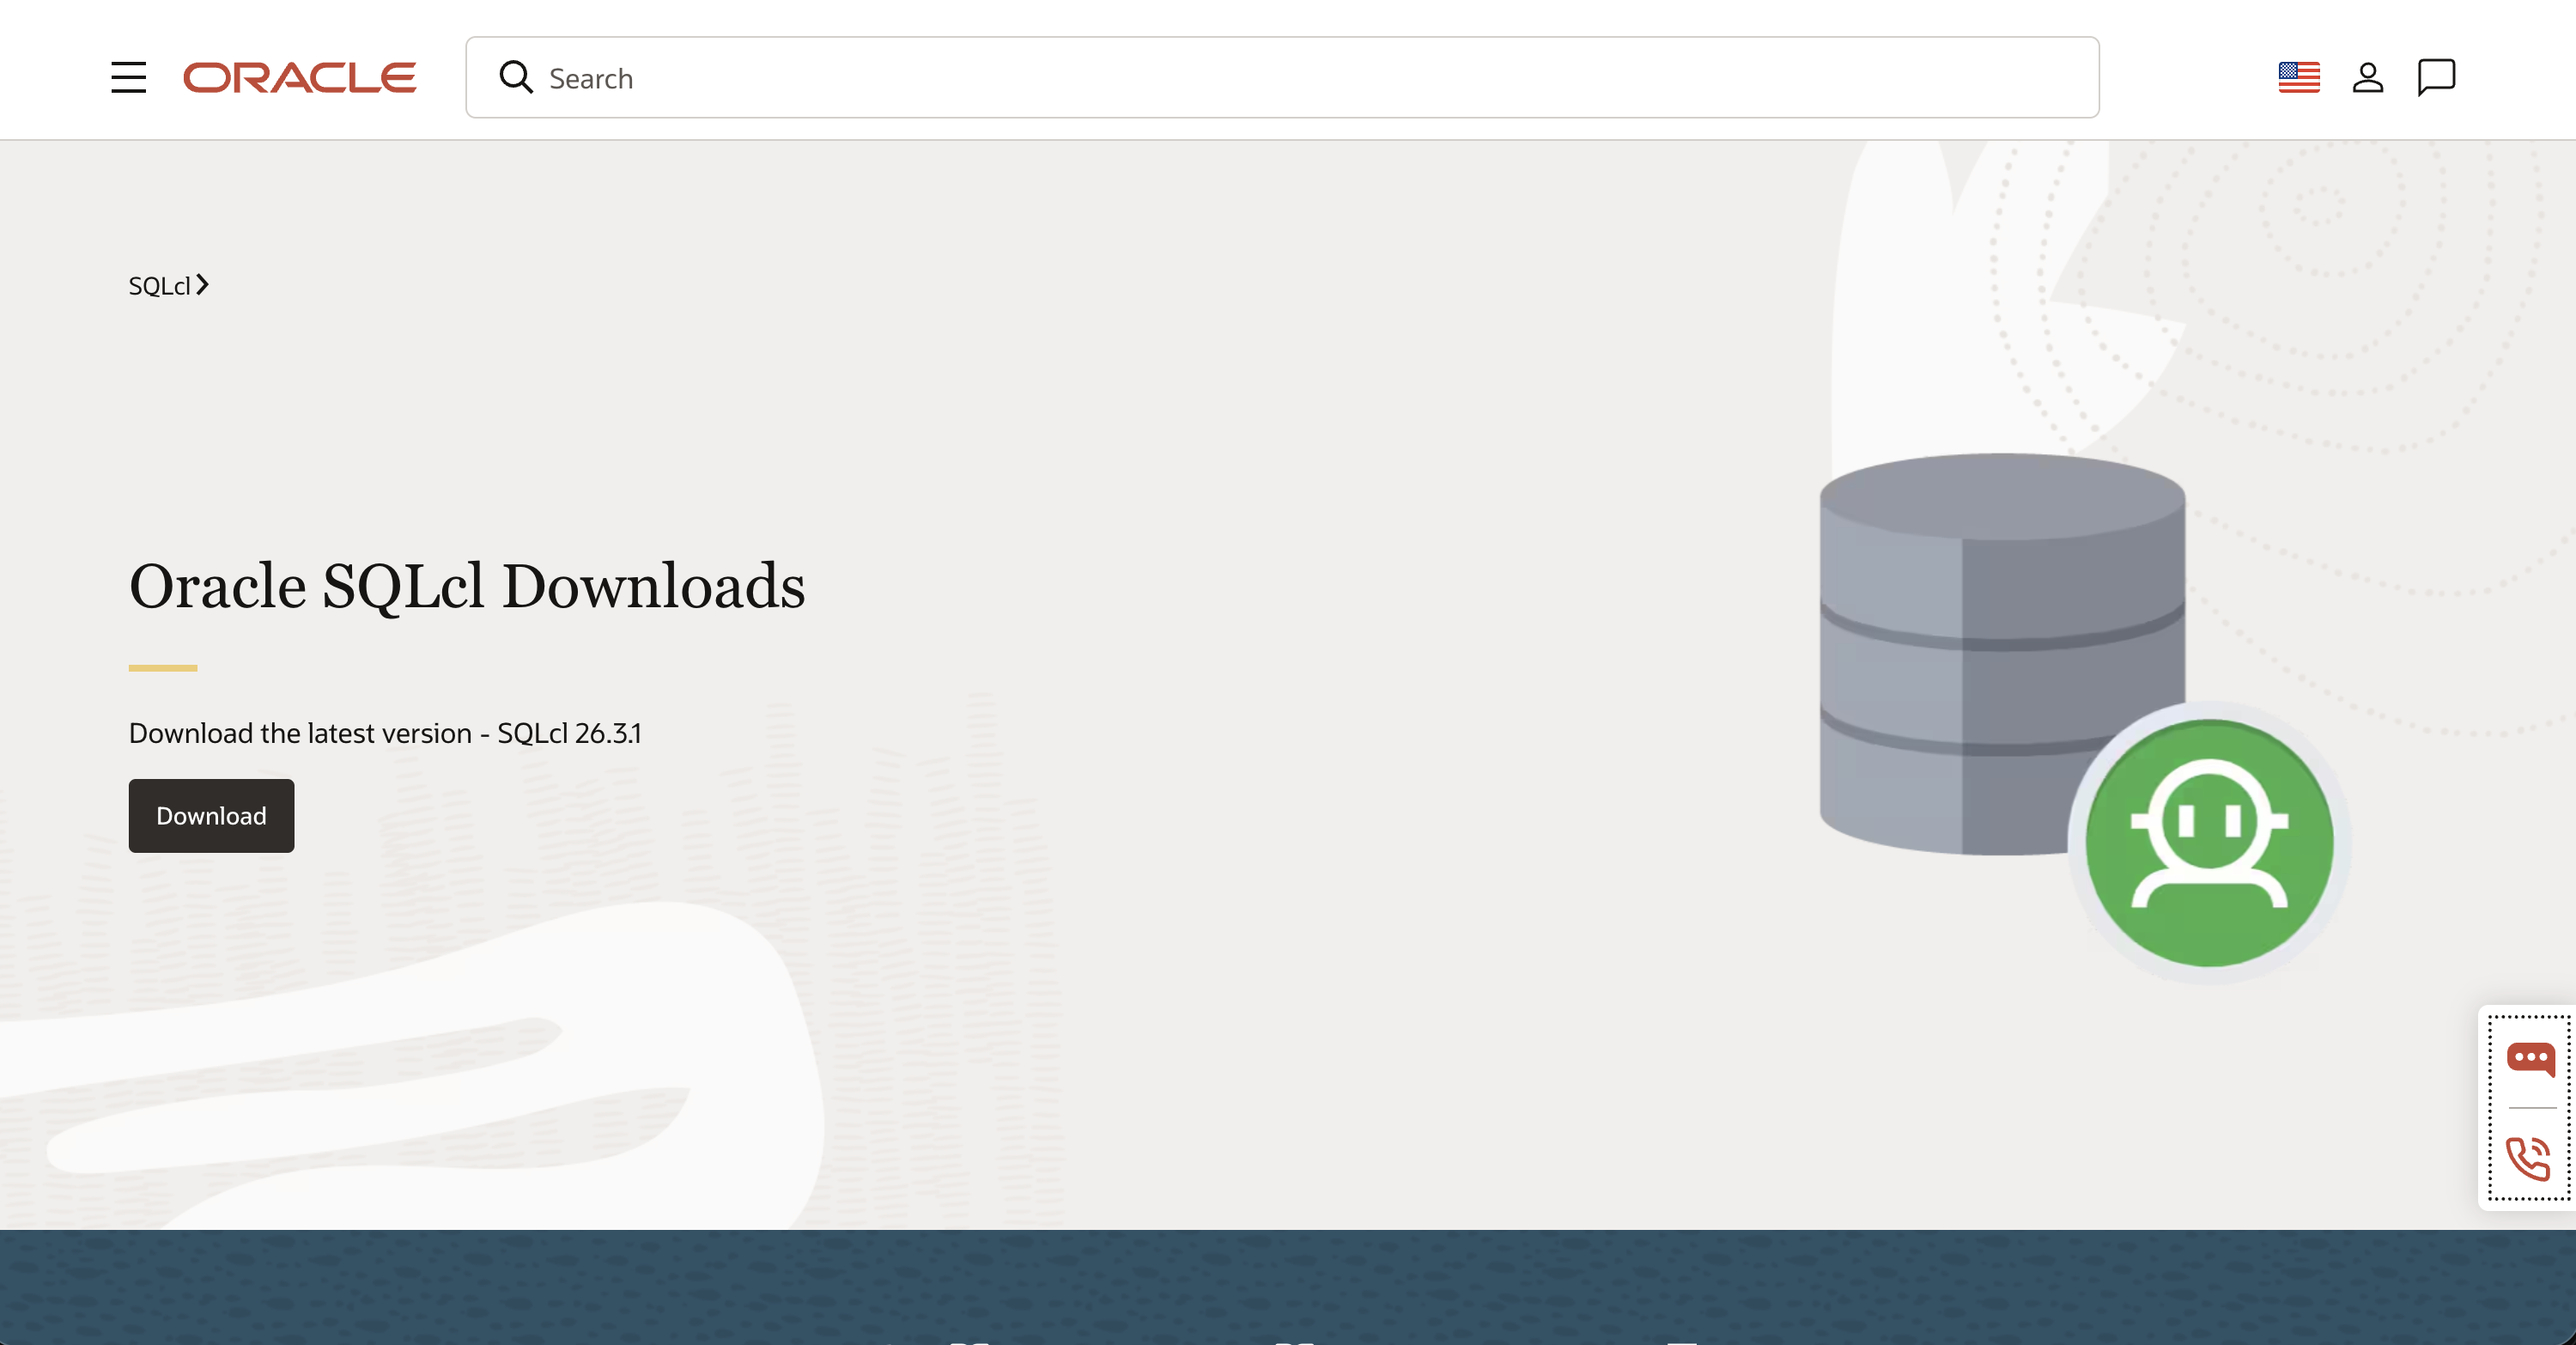 ORACLE
Search
SQLcl
Oracle SQLcl Downloads
Download the latest version - SQLcl 26.3.1
Download